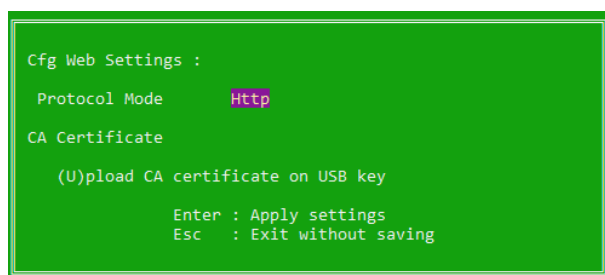 Cfg Web Settings :
Protocol Mode Http
CA Certificate
(U)pload CA certificate on USB key
Enter : Apply settings
Esc : Exit without saving